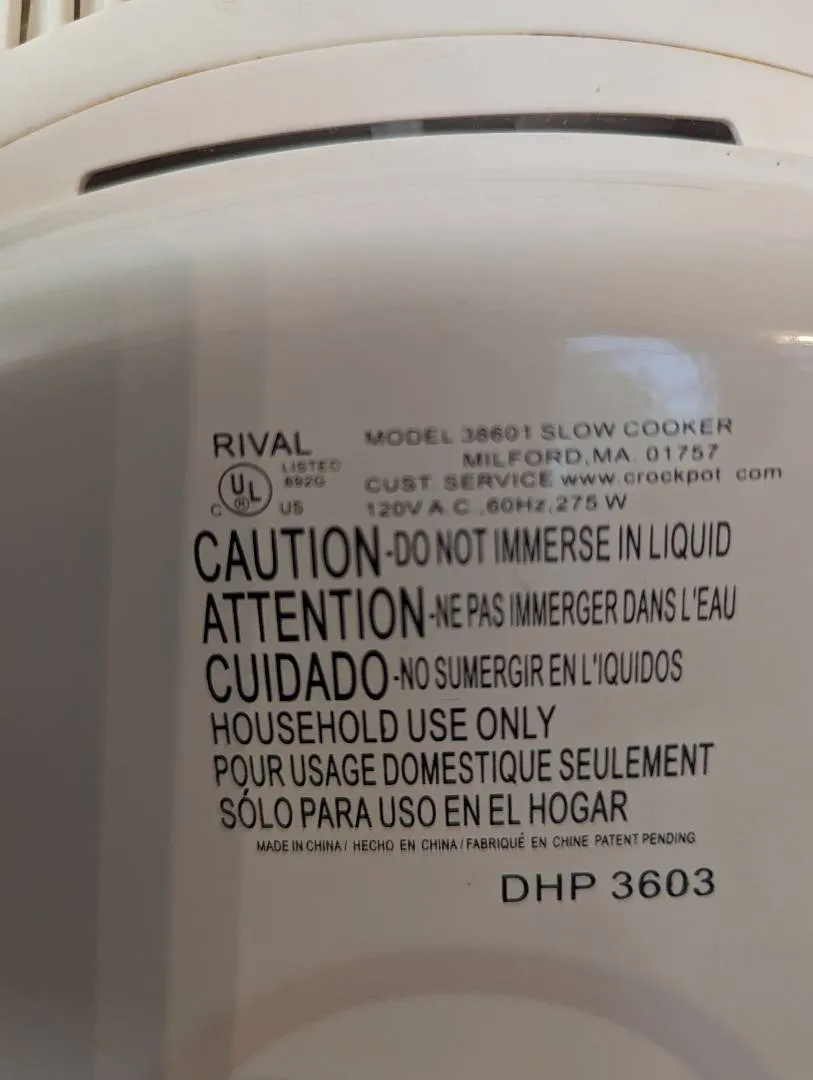 RIVAL MODEL 38601 SLOW COOKER
MILFORD, MA. 01757
LISTED 892G
CUST. SERVICE www.crockpot.com
C UL ® US 120V A.C., 60Hz, 275 W
CAUTION-DO NOT IMMERSE IN LIQUID
ATTENTION-NE PAS IMMERGER DANS L'EAU
CUIDADO-NO SUMERGIR EN L'IQUIDOS
HOUSEHOLD USE ONLY
POUR USAGE DOMESTIQUE SEULEMENT
SÓLO PARA USO EN EL HOGAR
MADE IN CHINA / HECHO EN CHINA / FABRIQUÉ EN CHINE PATENT PENDING
DHP 3603